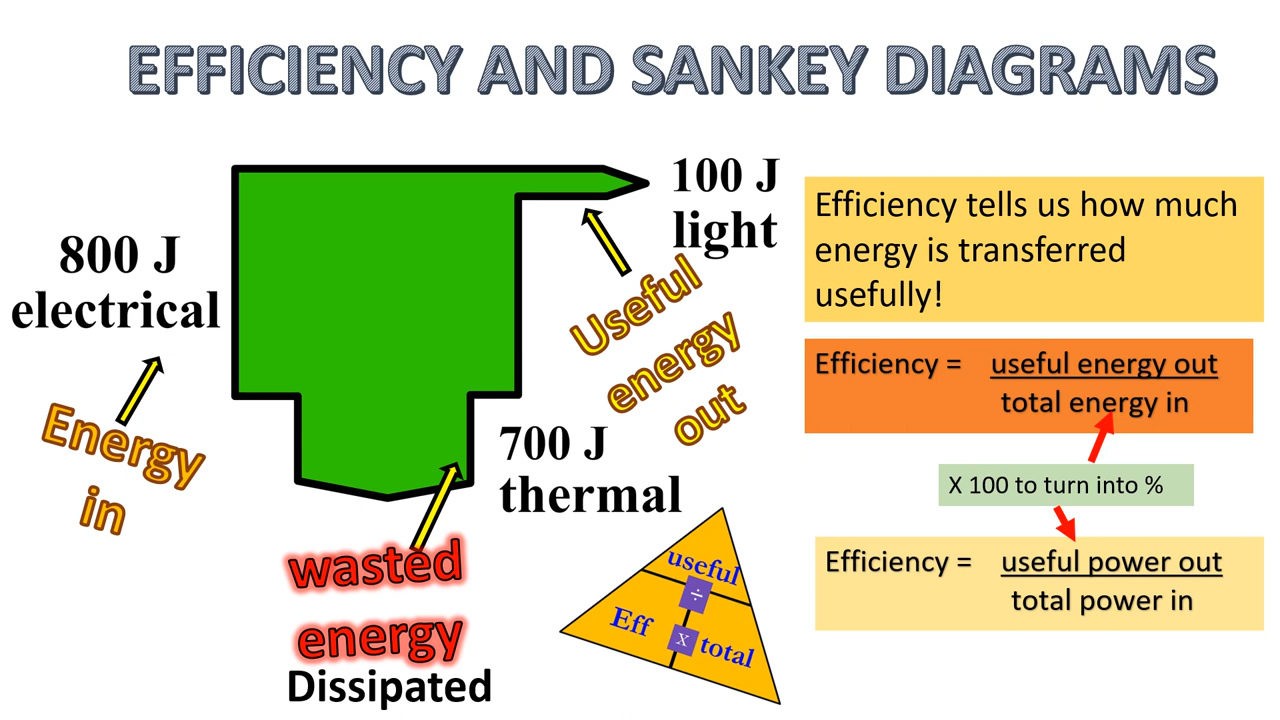 EFFICIENCY AND SANKEY DIAGRAMS
800 J
electrical
Energy
in
100 J
light
Useful
energy
out
700 J
thermal
wasted
energy
Dissipated
useful
÷
Eff
x
total
Efficiency tells us how much
energy is transferred
usefully!
Efficiency = useful energy out
total energy in
X 100 to turn into %
Efficiency = useful power out
total power in